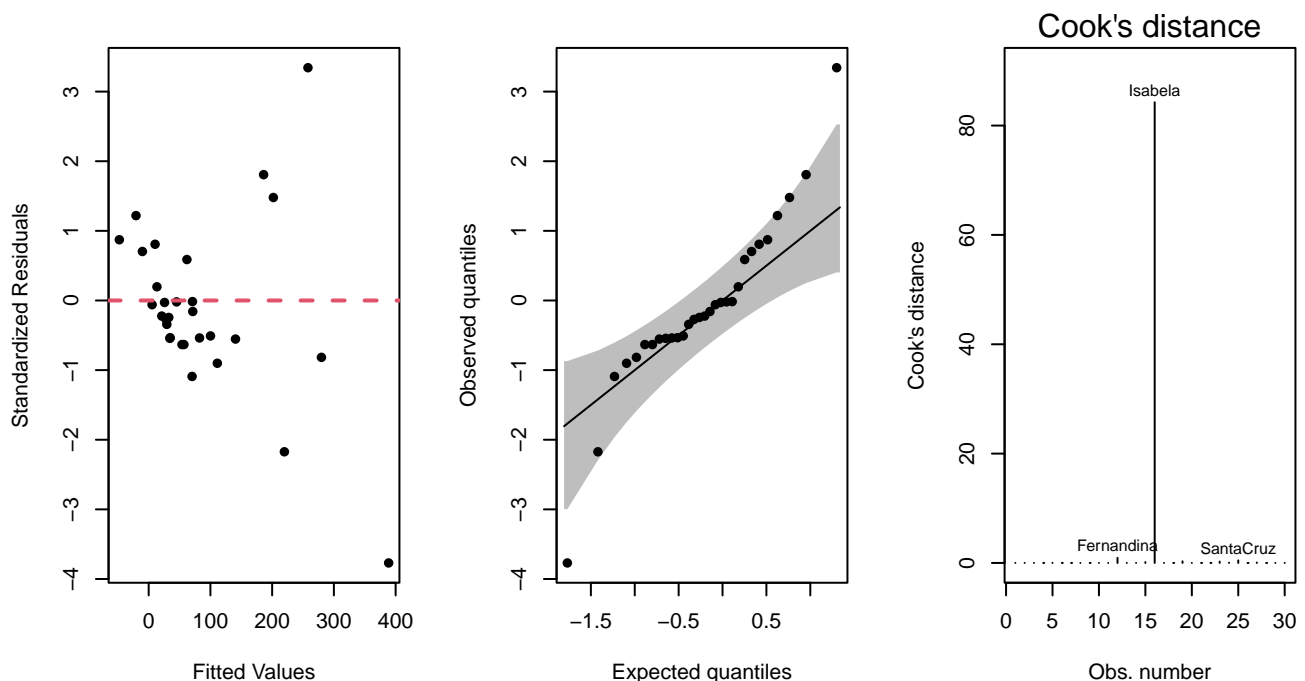 Standardized Residuals
3
2
1
0
−1
−2
−3
−4
0 100 200 300 400
Fitted Values
Observed quantiles
3
2
1
0
−1
−2
−3
−4
−1.5 −0.5 0.5
Expected quantiles
Cook's distance
Cook's distance
80
60
40
20
0
Isabela
Fernandina
SantaCruz
0 5 10 15 20 25 30
Obs. number